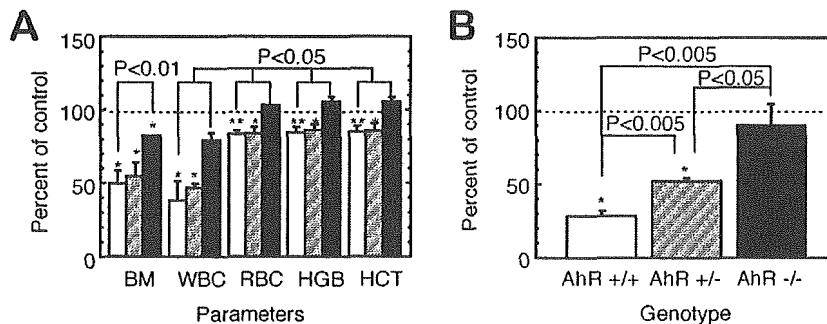 A
Percent of control
150
100
50
0
P<0.01
P<0.05
* * *
* *
** *
** *
** *
BM WBC RBC HGB HCT
Parameters
B
Percent of control
150
100
50
0
P<0.005
P<0.05
P<0.005
*
*
AhR +/+ AhR +/- AhR -/-
Genotype